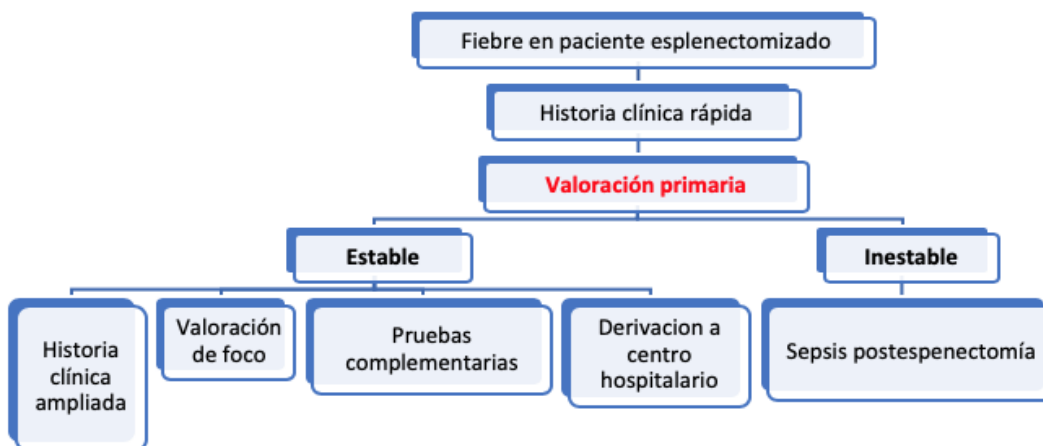 Fiebre en paciente esplenectomizado
Historia clínica rápida
Valoración primaria
Estable
Inestable
Historia
clínica
ampliada
Valoración
de foco
Pruebas
complementarias
Derivacion a
centro
hospitalario
Sepsis postespenectomía